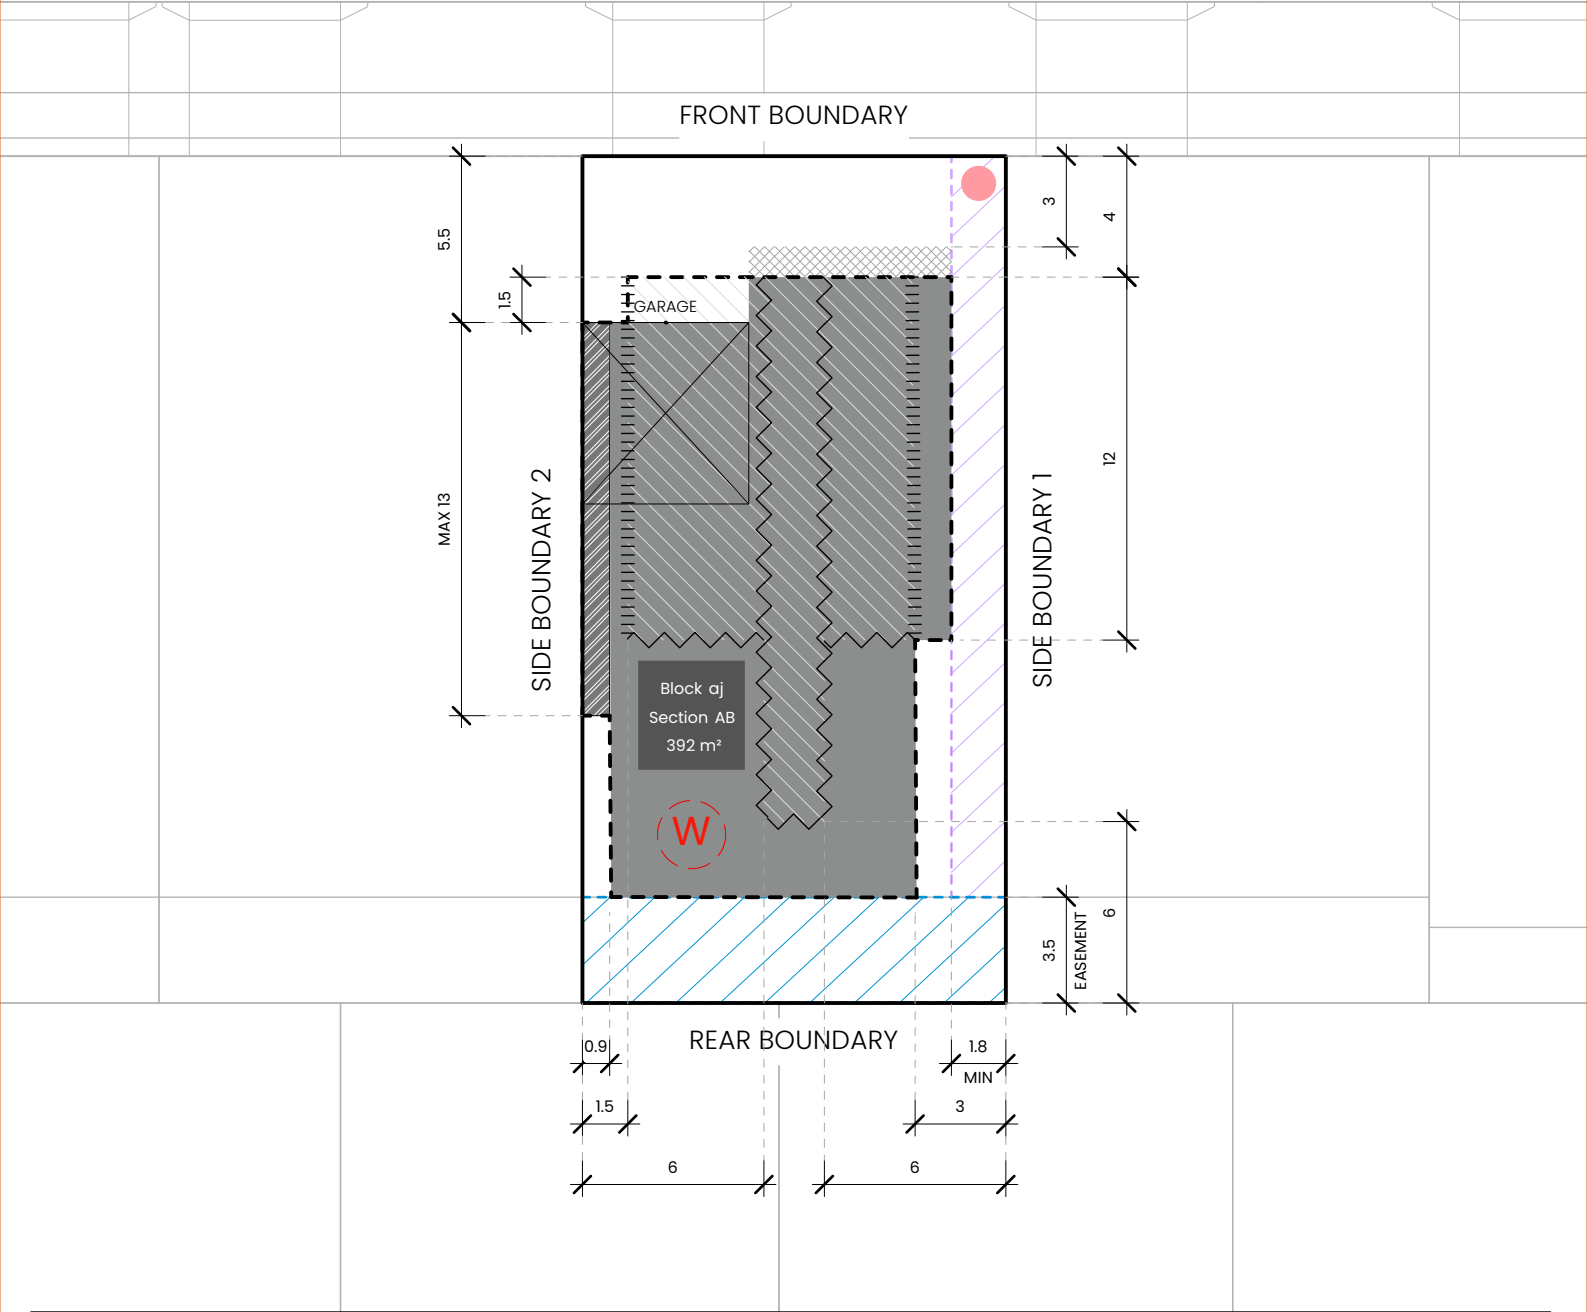 FRONT BOUNDARY
5.5
3
4
1.5
GARAGE
12
MAX 13
SIDE BOUNDARY 2
SIDE BOUNDARY 1
Block aj
Section AB
392 m²
W
3.5
EASEMENT
6
REAR BOUNDARY
0.9
1.8
MIN
1.5
3
6
6